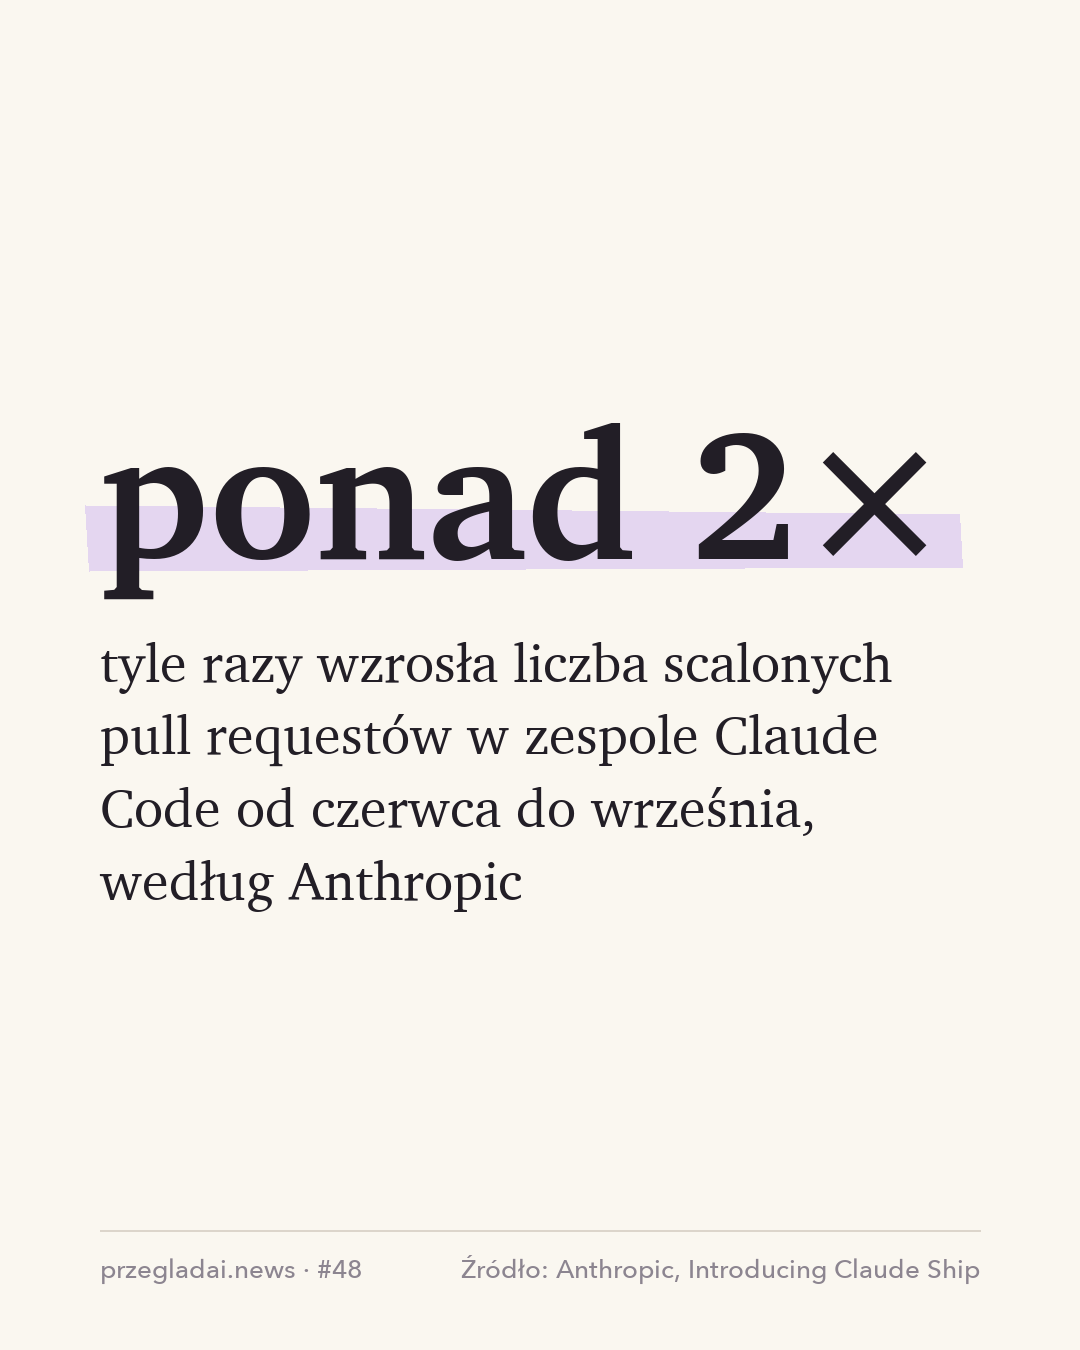 ponad 2×
tyle razy wzrosła liczba scalonych
pull requestów w zespole Claude
Code od czerwca do września,
według Anthropic
przegladai.news · #48
Źródło: Anthropic, Introducing Claude Ship